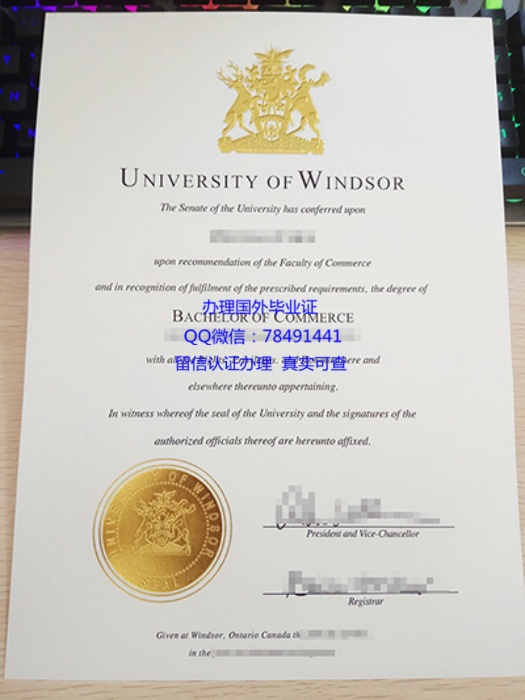 UNIVERSITY OF WINDSOR
The Senate of the University has conferred upon
upon recommendation of the Faculty of Commerce
and in recognition of fulfilment of the prescribed requirements, the degree of
办理国外毕业证
BACHELOR OF COMMERCE
QQ微信：78491441
留信认证办理 真实可查
with all and
elsewhere thereunto appertaining.
In witness whereof the seal of the University and the signatures of the
authorized officials thereof are hereunto affixed.
UNIVERSITY OF WINDSOR
SEAL
President and Vice-Chancellor
Registrar
Given at Windsor, Ontario Canada th
in the